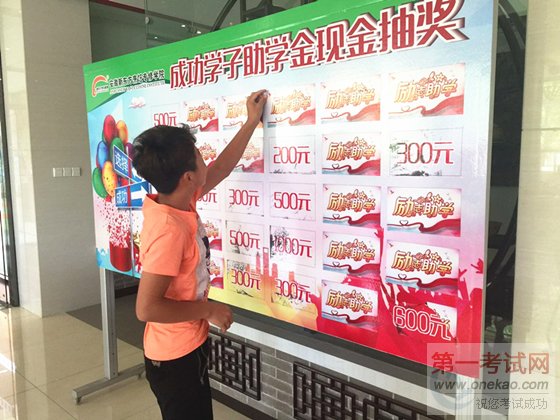 成功学子助学金现金抽奖
500元
励志助学
励志助学
200元
300元
300元
500元
励志助学
励志助学
500元
1000元
励志助学
励志助学
300元
300元
励志助学
600元
第一考试网
www.onekao.com
祝您考试成功